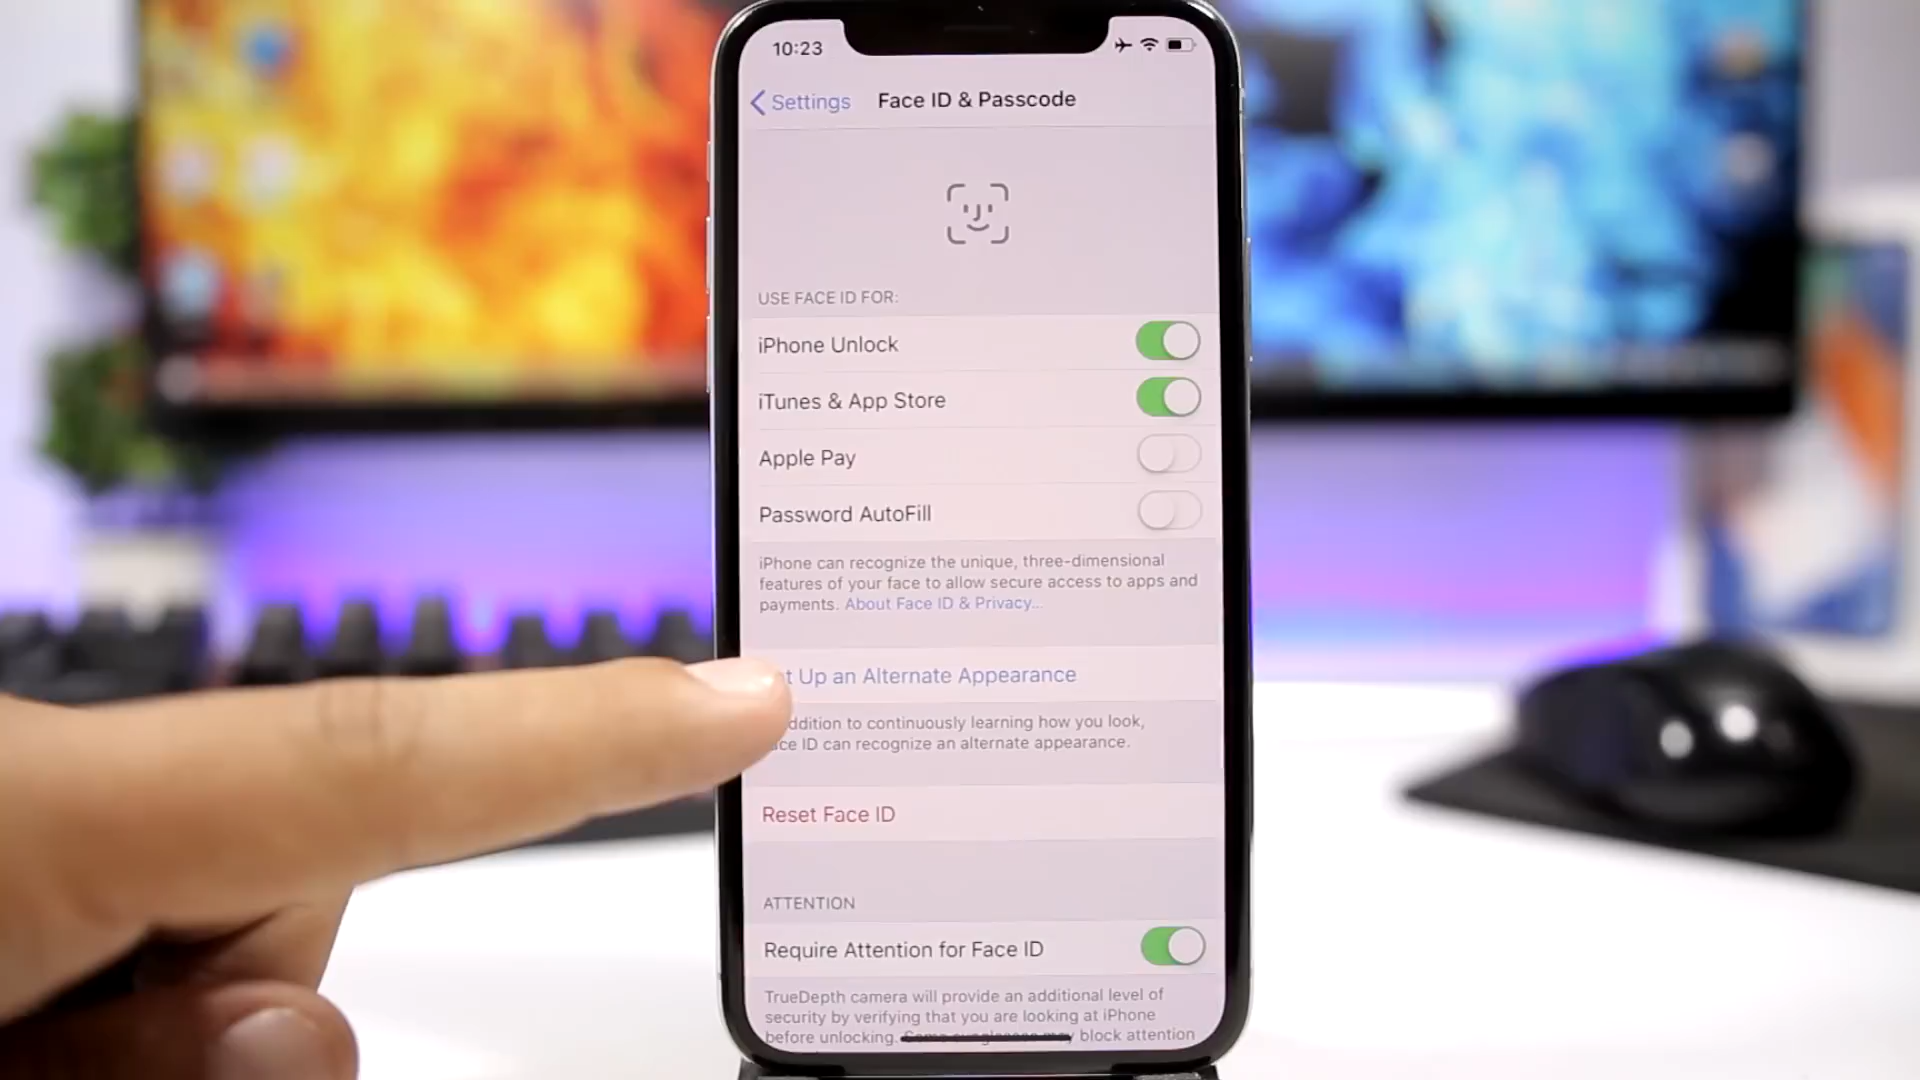 10:23
Settings
Face ID & Passcode
USE FACE ID FOR:
iPhone Unlock
iTunes & App Store
Apple Pay
Password AutoFill
iPhone can recognize the unique, three-dimensional
features of your face to allow secure access to apps and
payments. About Face ID & Privacy...
Up an Alternate Appearance
to continuously learning how you look,
ID can recognize an alternate appearance.
Reset Face ID
ATTENTION
Require Attention for Face ID
TrueDepth camera will provide an additional level of
security by verifying that you are looking at iPhone
before unlocking. Some sunglasses may block attention